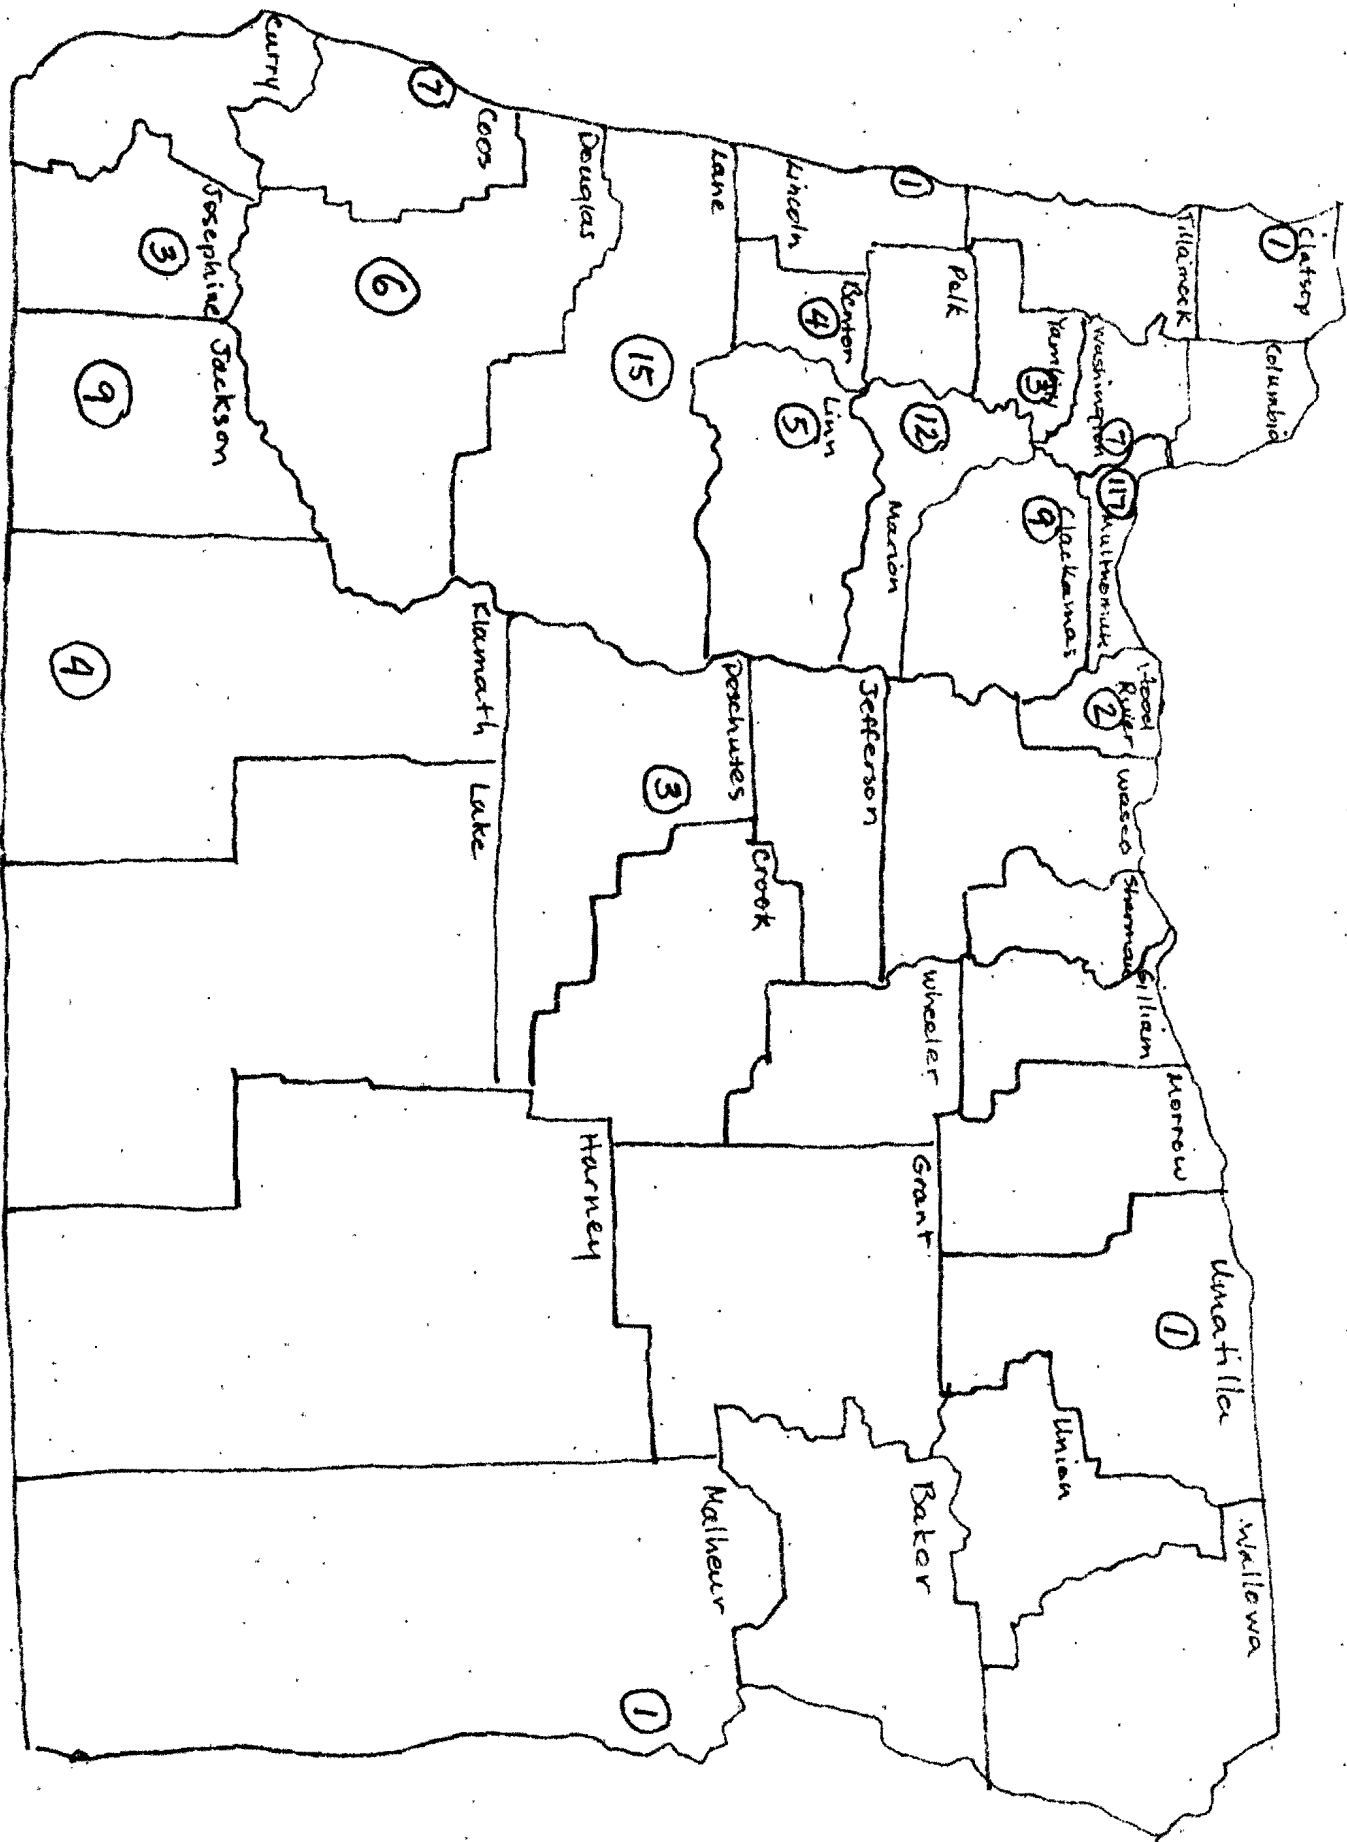 Clatsop
1
Columbia
Tillamook
Washington
7
Multnomah
117
Hood
River
2
Wasco
Sherman
Gilliam
Morrow
Umatilla
1
Wallowa
Union
Yamhill
3
Clackamas
9
Polk
12
Marion
1
Lincoln
Benton
4
Linn
5
Jefferson
Wheeler
Grant
Baker
Lane
15
Deschutes
3
Crook
Douglas
6
Harney
Malheur
1
Coos
7
Klamath
4
Lake
Curry
Josephine
3
Jackson
9